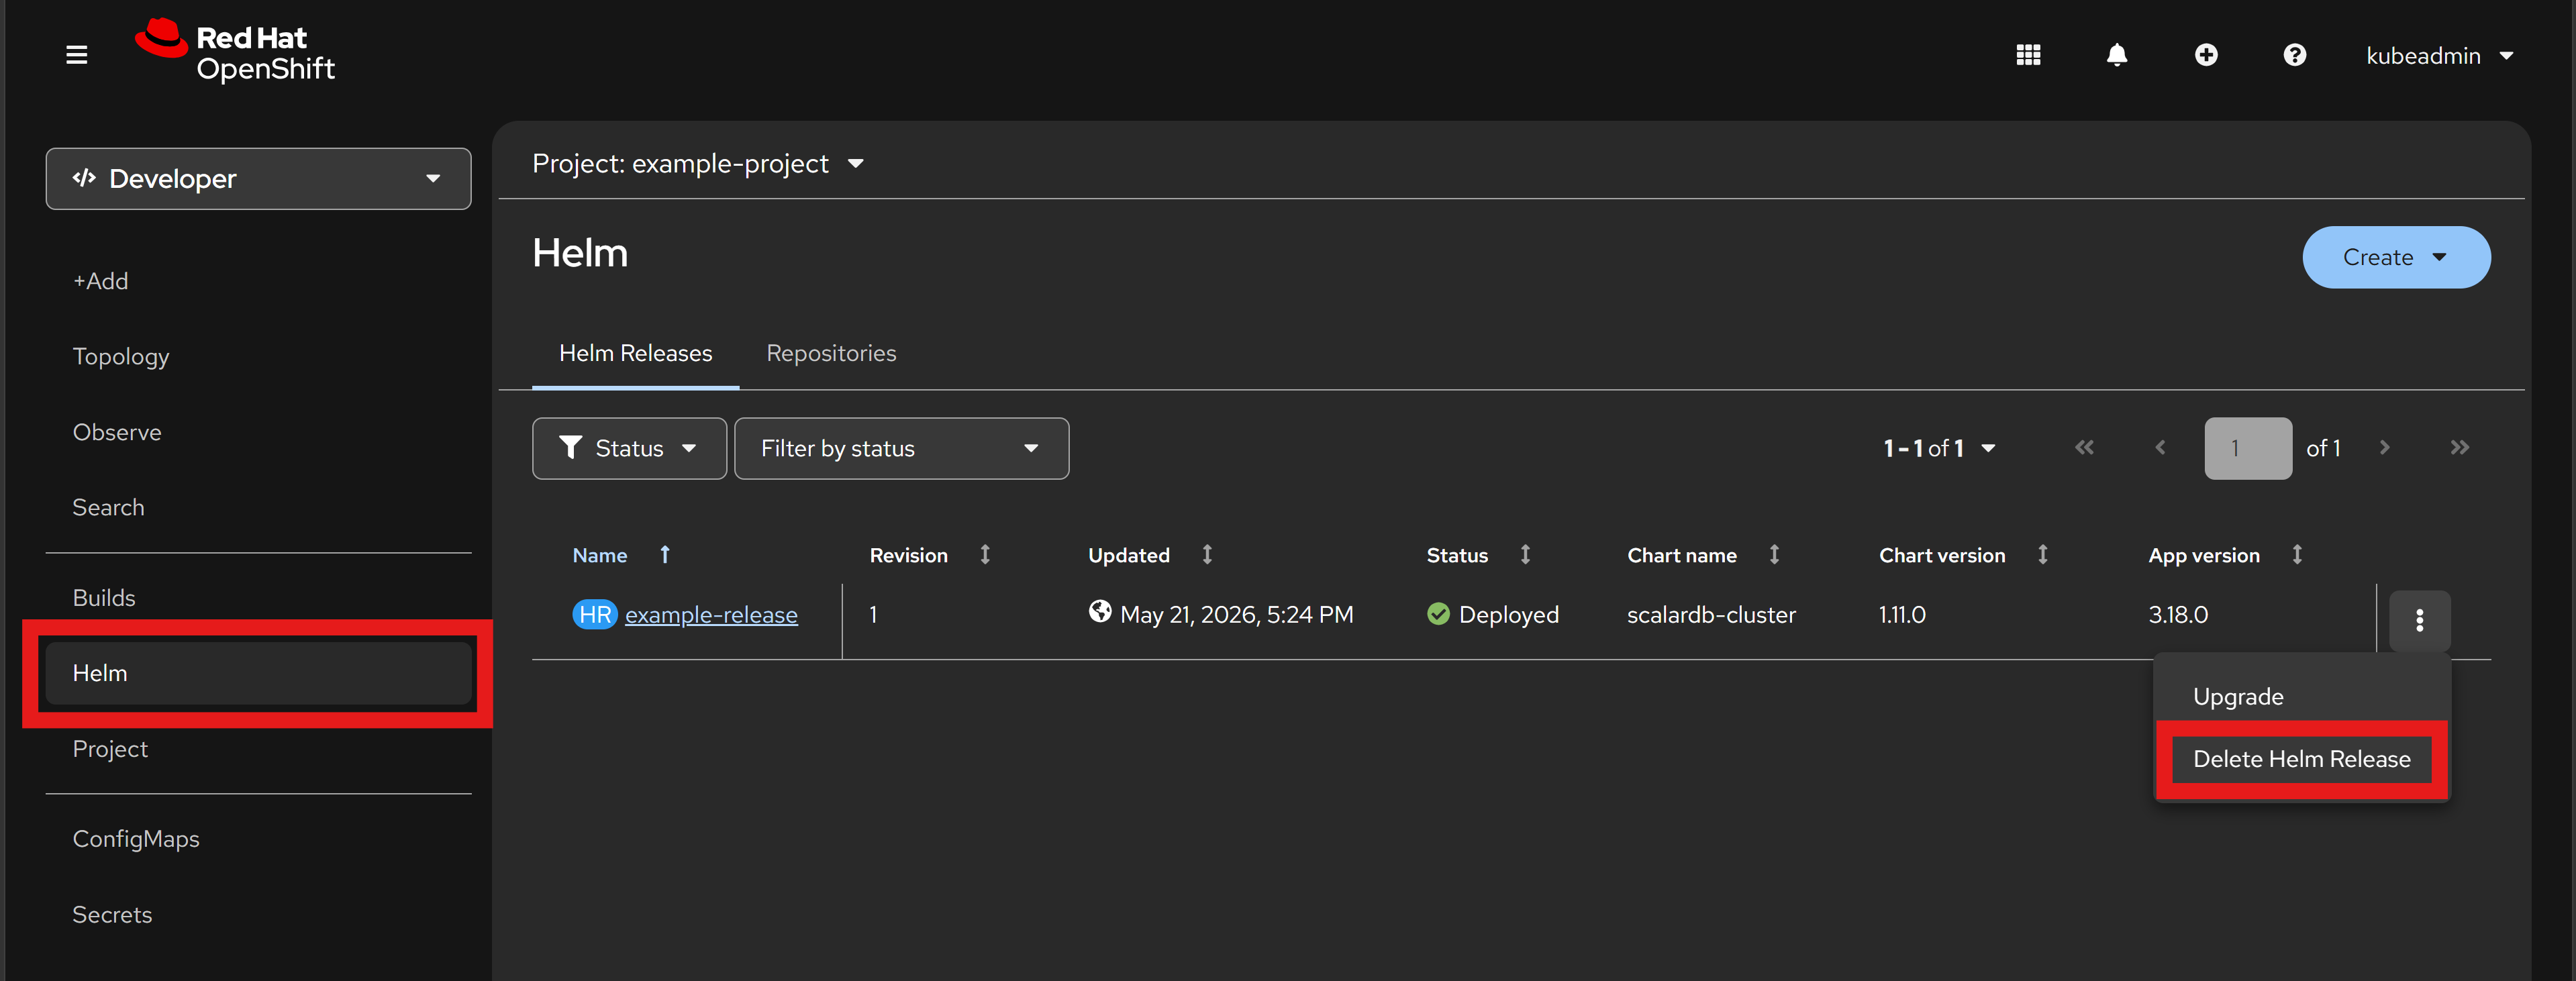 Red Hat
OpenShift
kubeadmin
Developer
+Add
Topology
Observe
Search
Builds
Helm
Project
ConfigMaps
Secrets
Project: example-project
Helm
Create
Helm Releases Repositories
Status Filter by status 1 - 1 of 1 1 of 1
Name Revision Updated Status Chart name Chart version App version
HR example-release 1 May 21, 2026, 5:24 PM Deployed scalardb-cluster 1.11.0 3.18.0
Upgrade
Delete Helm Release